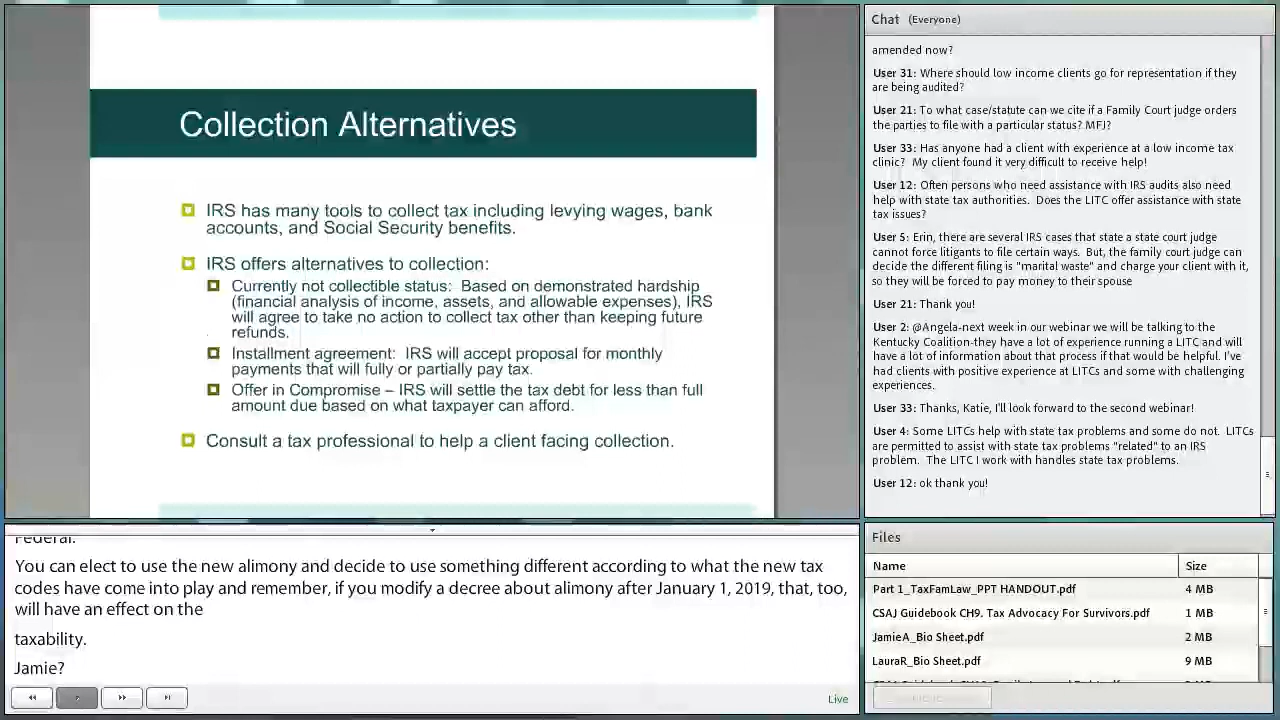 Collection Alternatives
IRS has many tools to collect tax including levying wages, bank
accounts, and Social Security benefits.
IRS offers alternatives to collection:
Currently not collectible status: Based on demonstrated hardship
(financial analysis of income, assets, and allowable expenses), IRS
will agree to take no action to collect tax other than keeping future
refunds.
Installment agreement: IRS will accept proposal for monthly
payments that will fully or partially pay tax.
Offer in Compromise – IRS will settle the tax debt for less than full
amount due based on what taxpayer can afford.
Consult a tax professional to help a client facing collection.
Federal.
You can elect to use the new alimony and decide to use something different according to what the new tax
codes have come into play and remember, if you modify a decree about alimony after January 1, 2019, that, too,
will have an effect on the
taxability.
Jamie?
Live
Chat (Everyone)
amended now?
User 31: Where should low income clients go for representation if they
are being audited?
User 21: To what case/statute can we cite if a Family Court judge orders
the parties to file with a particular status? MFJ?
User 33: Has anyone had a client with experience at a low income tax
clinic? My client found it very difficult to receive help!
User 12: Often persons who need assistance with IRS audits also need
help with state tax authorities. Does the LITC offer assistance with state
tax issues?
User 5: Erin, there are several IRS cases that state a state court judge
cannot force litigants to file certain ways. But, the family court judge can
decide the different filing is "marital waste" and charge your client with it,
so they will be forced to pay money to their spouse
User 21: Thank you!
User 2: @Angela-next week in our webinar we will be talking to the
Kentucky Coalition-they have a lot of experience running a LITC and will
have a lot of information about that process if that would be helpful. I've
had clients with positive experience at LITCs and some with challenging
experiences.
User 33: Thanks, Katie, I'll look forward to the second webinar!
User 4: Some LITCs help with state tax problems and some do not. LITCs
are permitted to assist with state tax problems "related" to an IRS
problem. The LITC I work with handles state tax problems.
User 12: ok thank you!
Files
Name Size
Part 1_TaxFamLaw_PPT HANDOUT.pdf 4 MB
CSAJ Guidebook CH9. Tax Advocacy For Survivors.pdf 1 MB
JamieA_Bio Sheet.pdf 2 MB
LauraR_Bio Sheet.pdf 9 MB